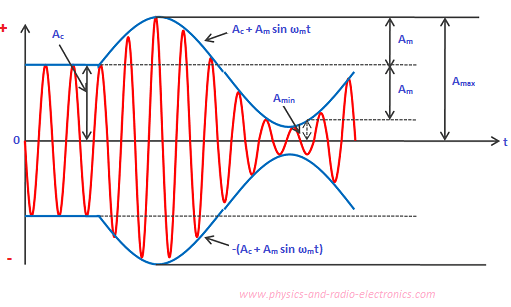 +
Ac
Ac + Am sin ωmt
Am
Amax
Am
Amin
0
t
-(Ac + Am sin ωmt)
-
www.physics-and-radio-electronics.com